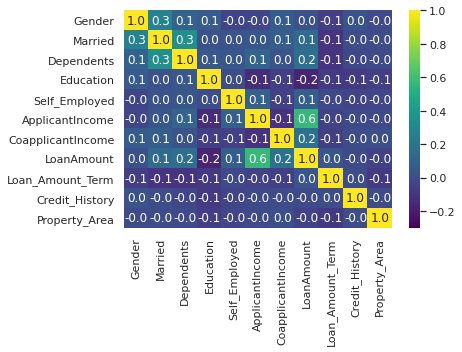 Gender 1.0 0.3 0.1 0.1 -0.0 -0.0 0.1 0.0 -0.1 0.0 -0.0
Married 0.3 1.0 0.3 0.0 0.0 0.0 0.1 0.1 -0.1 -0.0 -0.0
Dependents 0.1 0.3 1.0 0.1 0.0 0.1 0.0 0.2 -0.1 -0.0 -0.0
Education 0.1 0.0 0.1 1.0 0.0 -0.1 -0.1 -0.2 -0.1 -0.1 -0.1
Self_Employed -0.0 0.0 0.0 0.0 1.0 0.1 -0.1 0.1 -0.0 -0.0 -0.0
ApplicantIncome -0.0 0.0 0.1 -0.1 0.1 1.0 -0.1 0.6 -0.0 -0.0 -0.0
CoapplicantIncome 0.1 0.1 0.0 -0.1 -0.1 -0.1 1.0 0.2 -0.1 -0.0 0.0
LoanAmount 0.0 0.1 0.2 -0.2 0.1 0.6 0.2 1.0 0.0 -0.0 -0.0
Loan_Amount_Term -0.1 -0.1 -0.1 -0.1 -0.0 -0.0 -0.1 0.0 1.0 0.0 -0.1
Credit_History 0.0 -0.0 -0.0 -0.1 -0.0 -0.0 -0.0 -0.0 0.0 1.0 -0.0
Property_Area -0.0 -0.0 -0.0 -0.1 -0.0 -0.0 0.0 -0.0 -0.1 -0.0 1.0
Gender
Married
Dependents
Education
Self_Employed
ApplicantIncome
CoapplicantIncome
LoanAmount
Loan_Amount_Term
Credit_History
Property_Area
1.0
0.8
0.6
0.4
0.2
0.0
−0.2